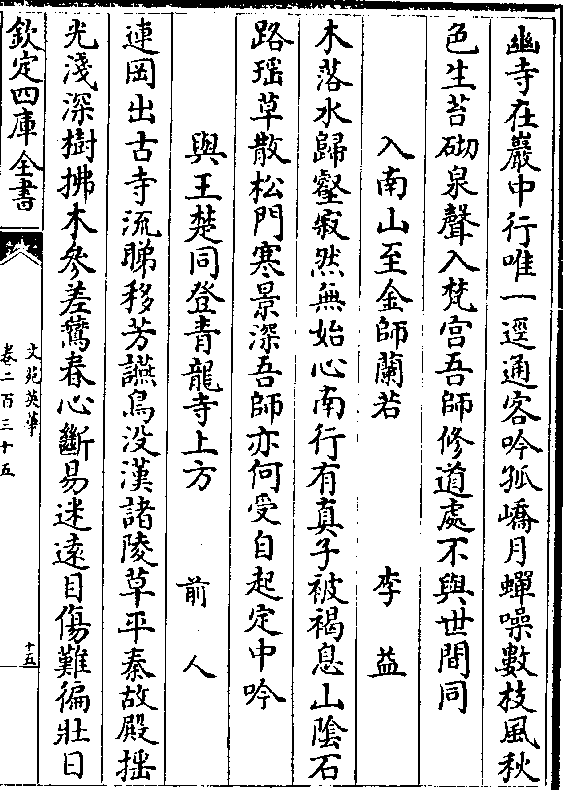 幽寺在巖中行唯一逕通客吟孤嶠月蟬噪數枝風秋
色生苔砌泉聲入梵宫吾師修道處不與世間同
入南山至金師蘭若 李益
木落水歸壑寂然無始心南行有真子被褐息山陰石
路瑶草散松門寒景深吾師亦何受自起定中吟
與王楚同登青龍寺上方 前人
連岡出古寺流睇移芳讌鳥没漢諸陵草平秦故殿搖
光淺深樹拂木參差鷰春心斷易迷遠目傷難徧壯日
欽定四庫全書
文苑英華
卷二百三十五
十五